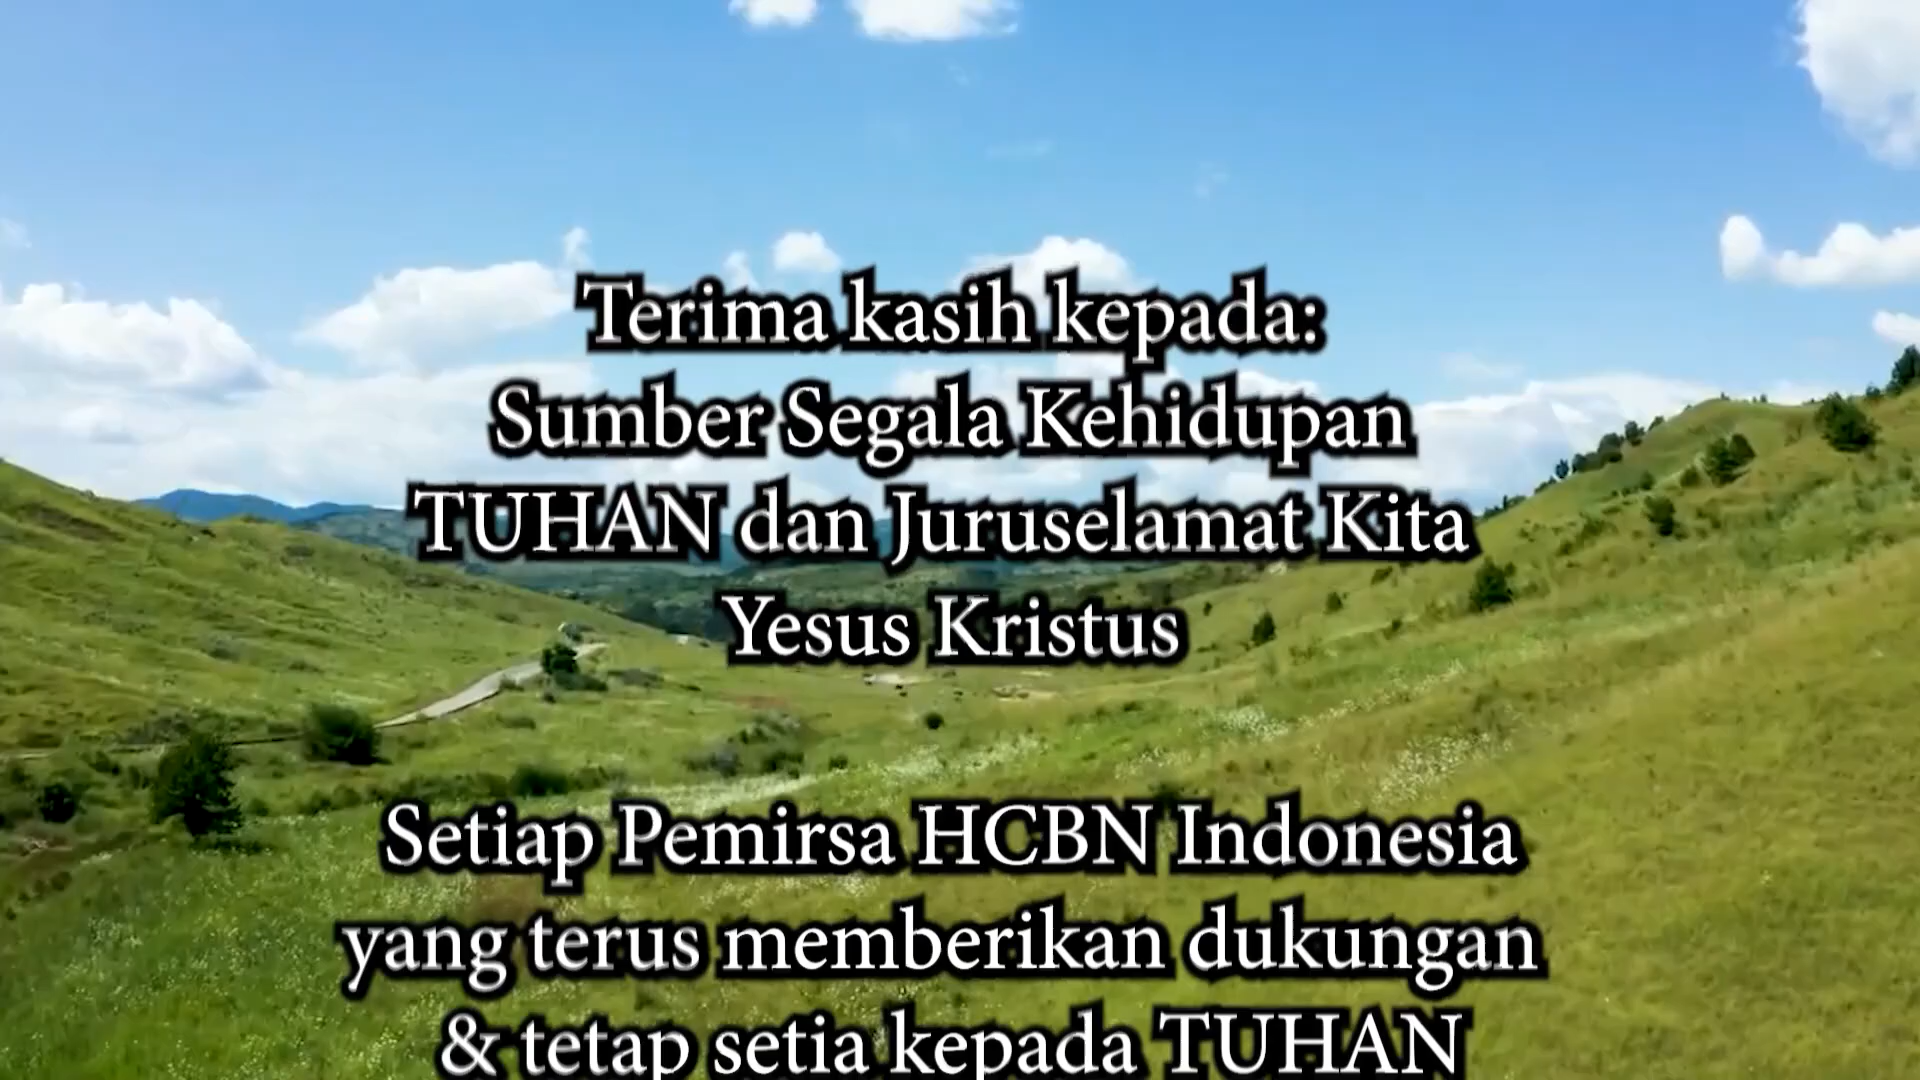 Terima kasih kepada:
Sumber Segala Kehidupan
TUHAN dan Juruselamat Kita
Yesus Kristus
Setiap Pemirsa HCBN Indonesia
yang terus memberikan dukungan
& tetap setia kepada TUHAN